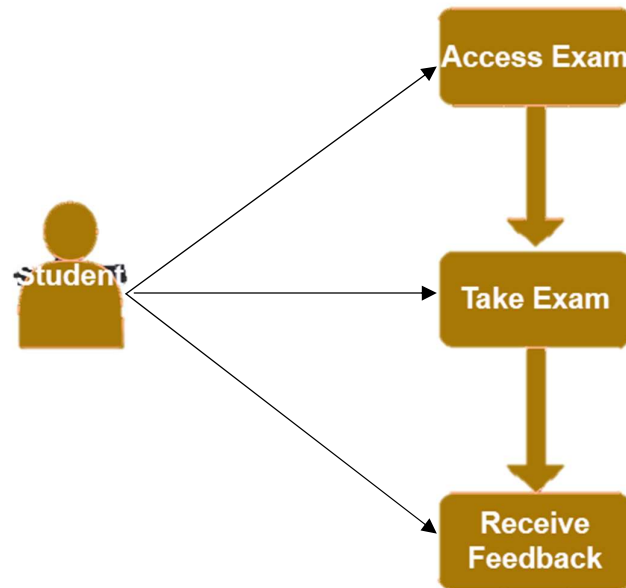 Access Exam
Student
Take Exam
Receive
Feedback